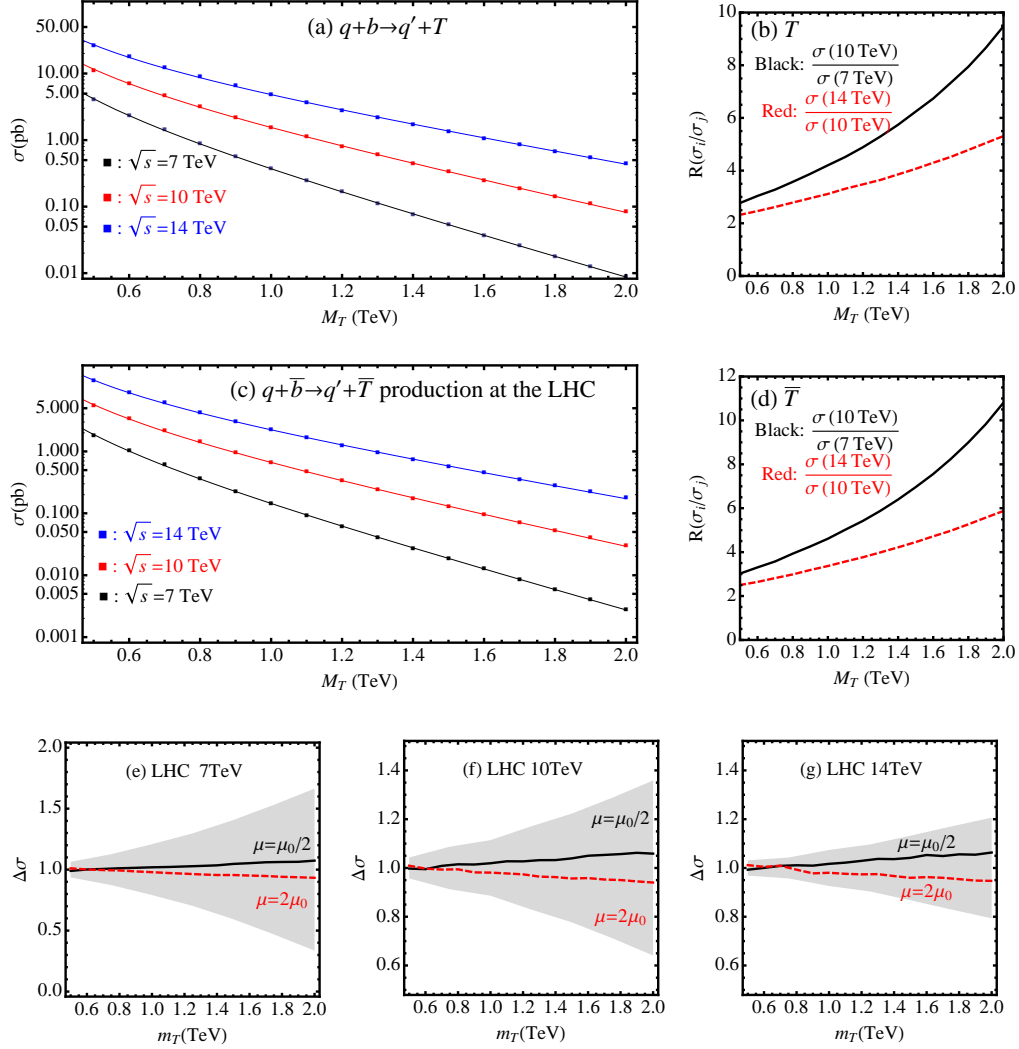 (a) q+b→q′+T
σ(pb)
50.00
10.00
5.00
1.00
0.50
0.10
0.05
0.01
■ : √s =7 TeV
■ : √s =10 TeV
■ : √s =14 TeV
0.6 0.8 1.0 1.2 1.4 1.6 1.8 2.0
M_T (TeV)
(b) T
Black: σ (10 TeV)/σ (7 TeV)
Red: σ (14 TeV)/σ (10 TeV)
R(σ_i/σ_j)
10
8
6
4
2
0
0.6 0.8 1.0 1.2 1.4 1.6 1.8 2.0
M_T (TeV)
(c) q+b̅→q′+T̅ production at the LHC
σ(pb)
5.000
1.000
0.500
0.100
0.050
0.010
0.005
0.001
■ : √s =14 TeV
■ : √s =10 TeV
■ : √s =7 TeV
0.6 0.8 1.0 1.2 1.4 1.6 1.8 2.0
M_T (TeV)
(d) T̅
Black: σ (10 TeV)/σ (7 TeV)
Red: σ (14 TeV)/σ (10 TeV)
R(σ_i/σ_j)
12
10
8
6
4
2
0
0.6 0.8 1.0 1.2 1.4 1.6 1.8 2.0
M_T (TeV)
(e) LHC 7TeV
Δσ
2.0
1.5
1.0
0.5
0.0
μ=μ₀/2
μ=2μ₀
0.6 0.8 1.0 1.2 1.4 1.6 1.8 2.0
m_T(TeV)
(f) LHC 10TeV
Δσ
1.4
1.2
1.0
0.8
0.6
μ=μ₀/2
μ=2μ₀
0.6 0.8 1.0 1.2 1.4 1.6 1.8 2.0
m_T(TeV)
(g) LHC 14TeV
Δσ
1.4
1.2
1.0
0.8
0.6
μ=μ₀/2
μ=2μ₀
0.6 0.8 1.0 1.2 1.4 1.6 1.8 2.0
m_T(TeV)